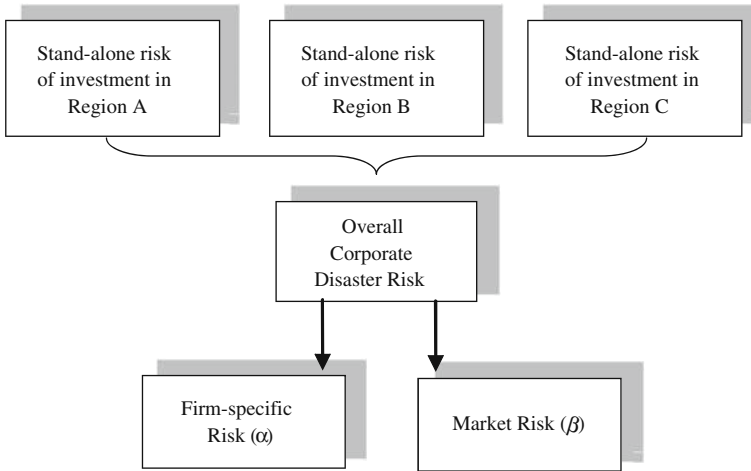 Stand-alone risk
of investment in
Region A
Stand-alone risk
of investment in
Region B
Stand-alone risk
of investment in
Region C
Overall
Corporate
Disaster Risk
Firm-specific
Risk (α)
Market Risk (β)